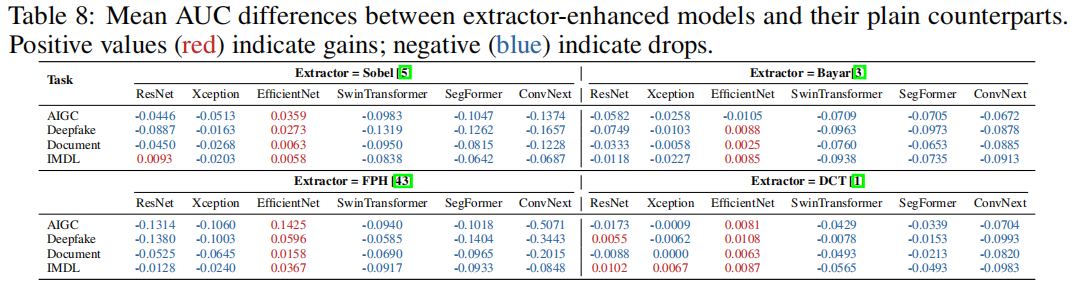 Table 8: Mean AUC differences between extractor-enhanced models and their plain counterparts.
Positive values (red) indicate gains; negative (blue) indicate drops.
Task Extractor = Sobel [5] Extractor = Bayar[3]
ResNet Xception EfficientNet SwinTransformer SegFormer ConvNext ResNet Xception EfficientNet SwinTransformer SegFormer ConvNext
AIGC -0.0446 -0.0513 0.0359 -0.0983 -0.1047 -0.1374 -0.0582 -0.0258 -0.0105 -0.0709 -0.0705 -0.0672
Deepfake -0.0887 -0.0163 0.0273 -0.1319 -0.1262 -0.1657 -0.0749 -0.0103 0.0088 -0.0963 -0.0973 -0.0878
Document -0.0450 -0.0268 0.0063 -0.0950 -0.0815 -0.1228 -0.0333 -0.0058 0.0025 -0.0760 -0.0653 -0.0885
IMDL 0.0093 -0.0203 0.0058 -0.0838 -0.0642 -0.0687 -0.0118 -0.0227 0.0085 -0.0938 -0.0735 -0.0913
Extractor = FPH [43] Extractor = DCT [1]
ResNet Xception EfficientNet SwinTransformer SegFormer ConvNext ResNet Xception EfficientNet SwinTransformer SegFormer ConvNext
AIGC -0.1314 -0.1060 0.1425 -0.0940 -0.1018 -0.5071 -0.0173 -0.0009 0.0081 -0.0429 -0.0339 -0.0704
Deepfake -0.1380 -0.1003 0.0596 -0.0585 -0.1404 -0.3443 0.0055 -0.0062 0.0108 -0.0078 -0.0153 -0.0993
Document -0.0525 -0.0645 0.0158 -0.0690 -0.0965 -0.2015 -0.0088 0.0000 0.0063 -0.0493 -0.0213 -0.0820
IMDL -0.0128 -0.0240 0.0367 -0.0917 -0.0933 -0.0848 0.0102 0.0067 0.0087 -0.0565 -0.0493 -0.0983